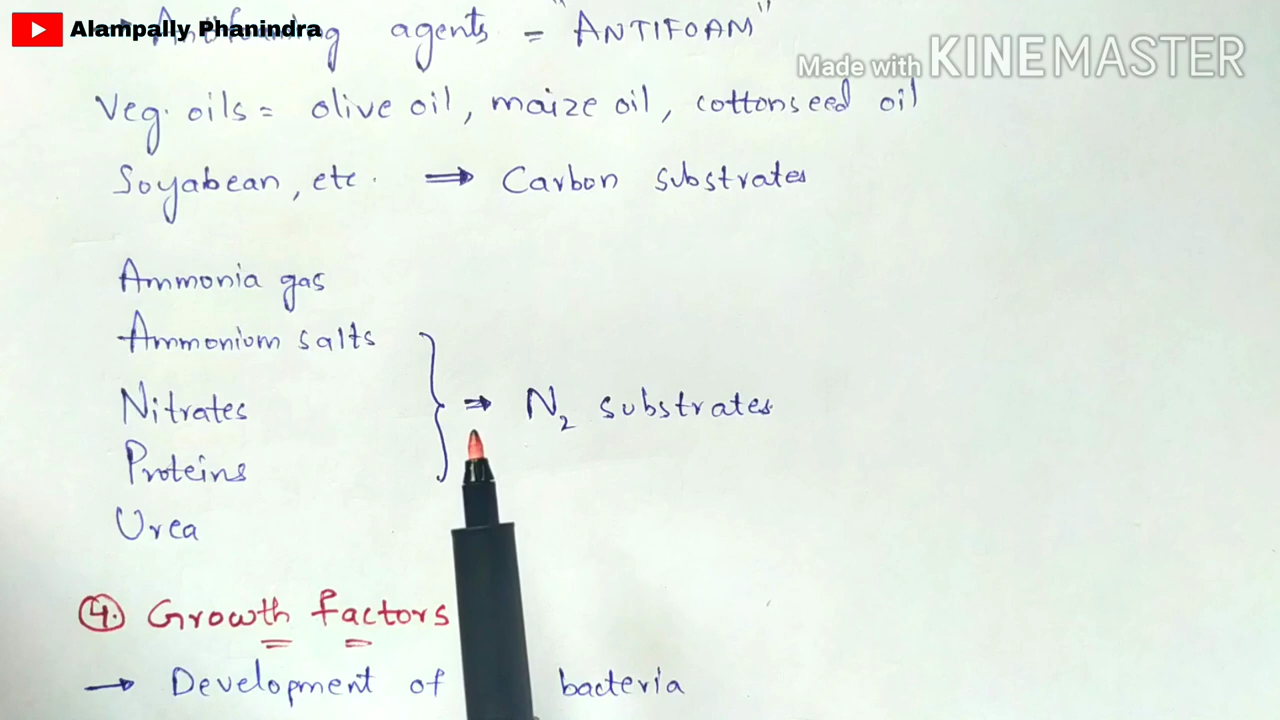 Alampally Phanindra
Made with KINEMASTER
agents = "ANTIFOAM"
Veg. oils = olive oil, maize oil, cottonseed oil
Soyabean, etc. ⇒ Carbon substrates
Ammonia gas
Ammonium salts
Nitrates
} ⇒ N₂ substrates
Proteins
Urea
4. Growth factors
→ Development of bacteria